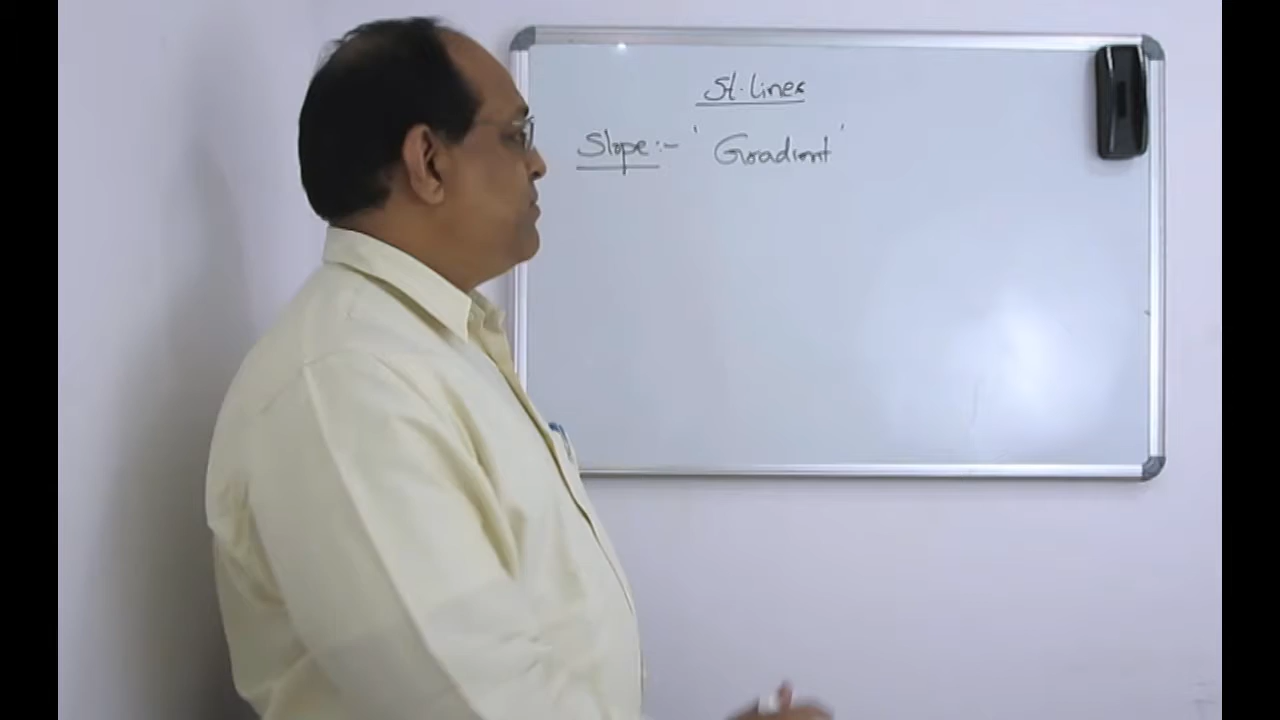 St. Lines
Slope :- ' Gradient '